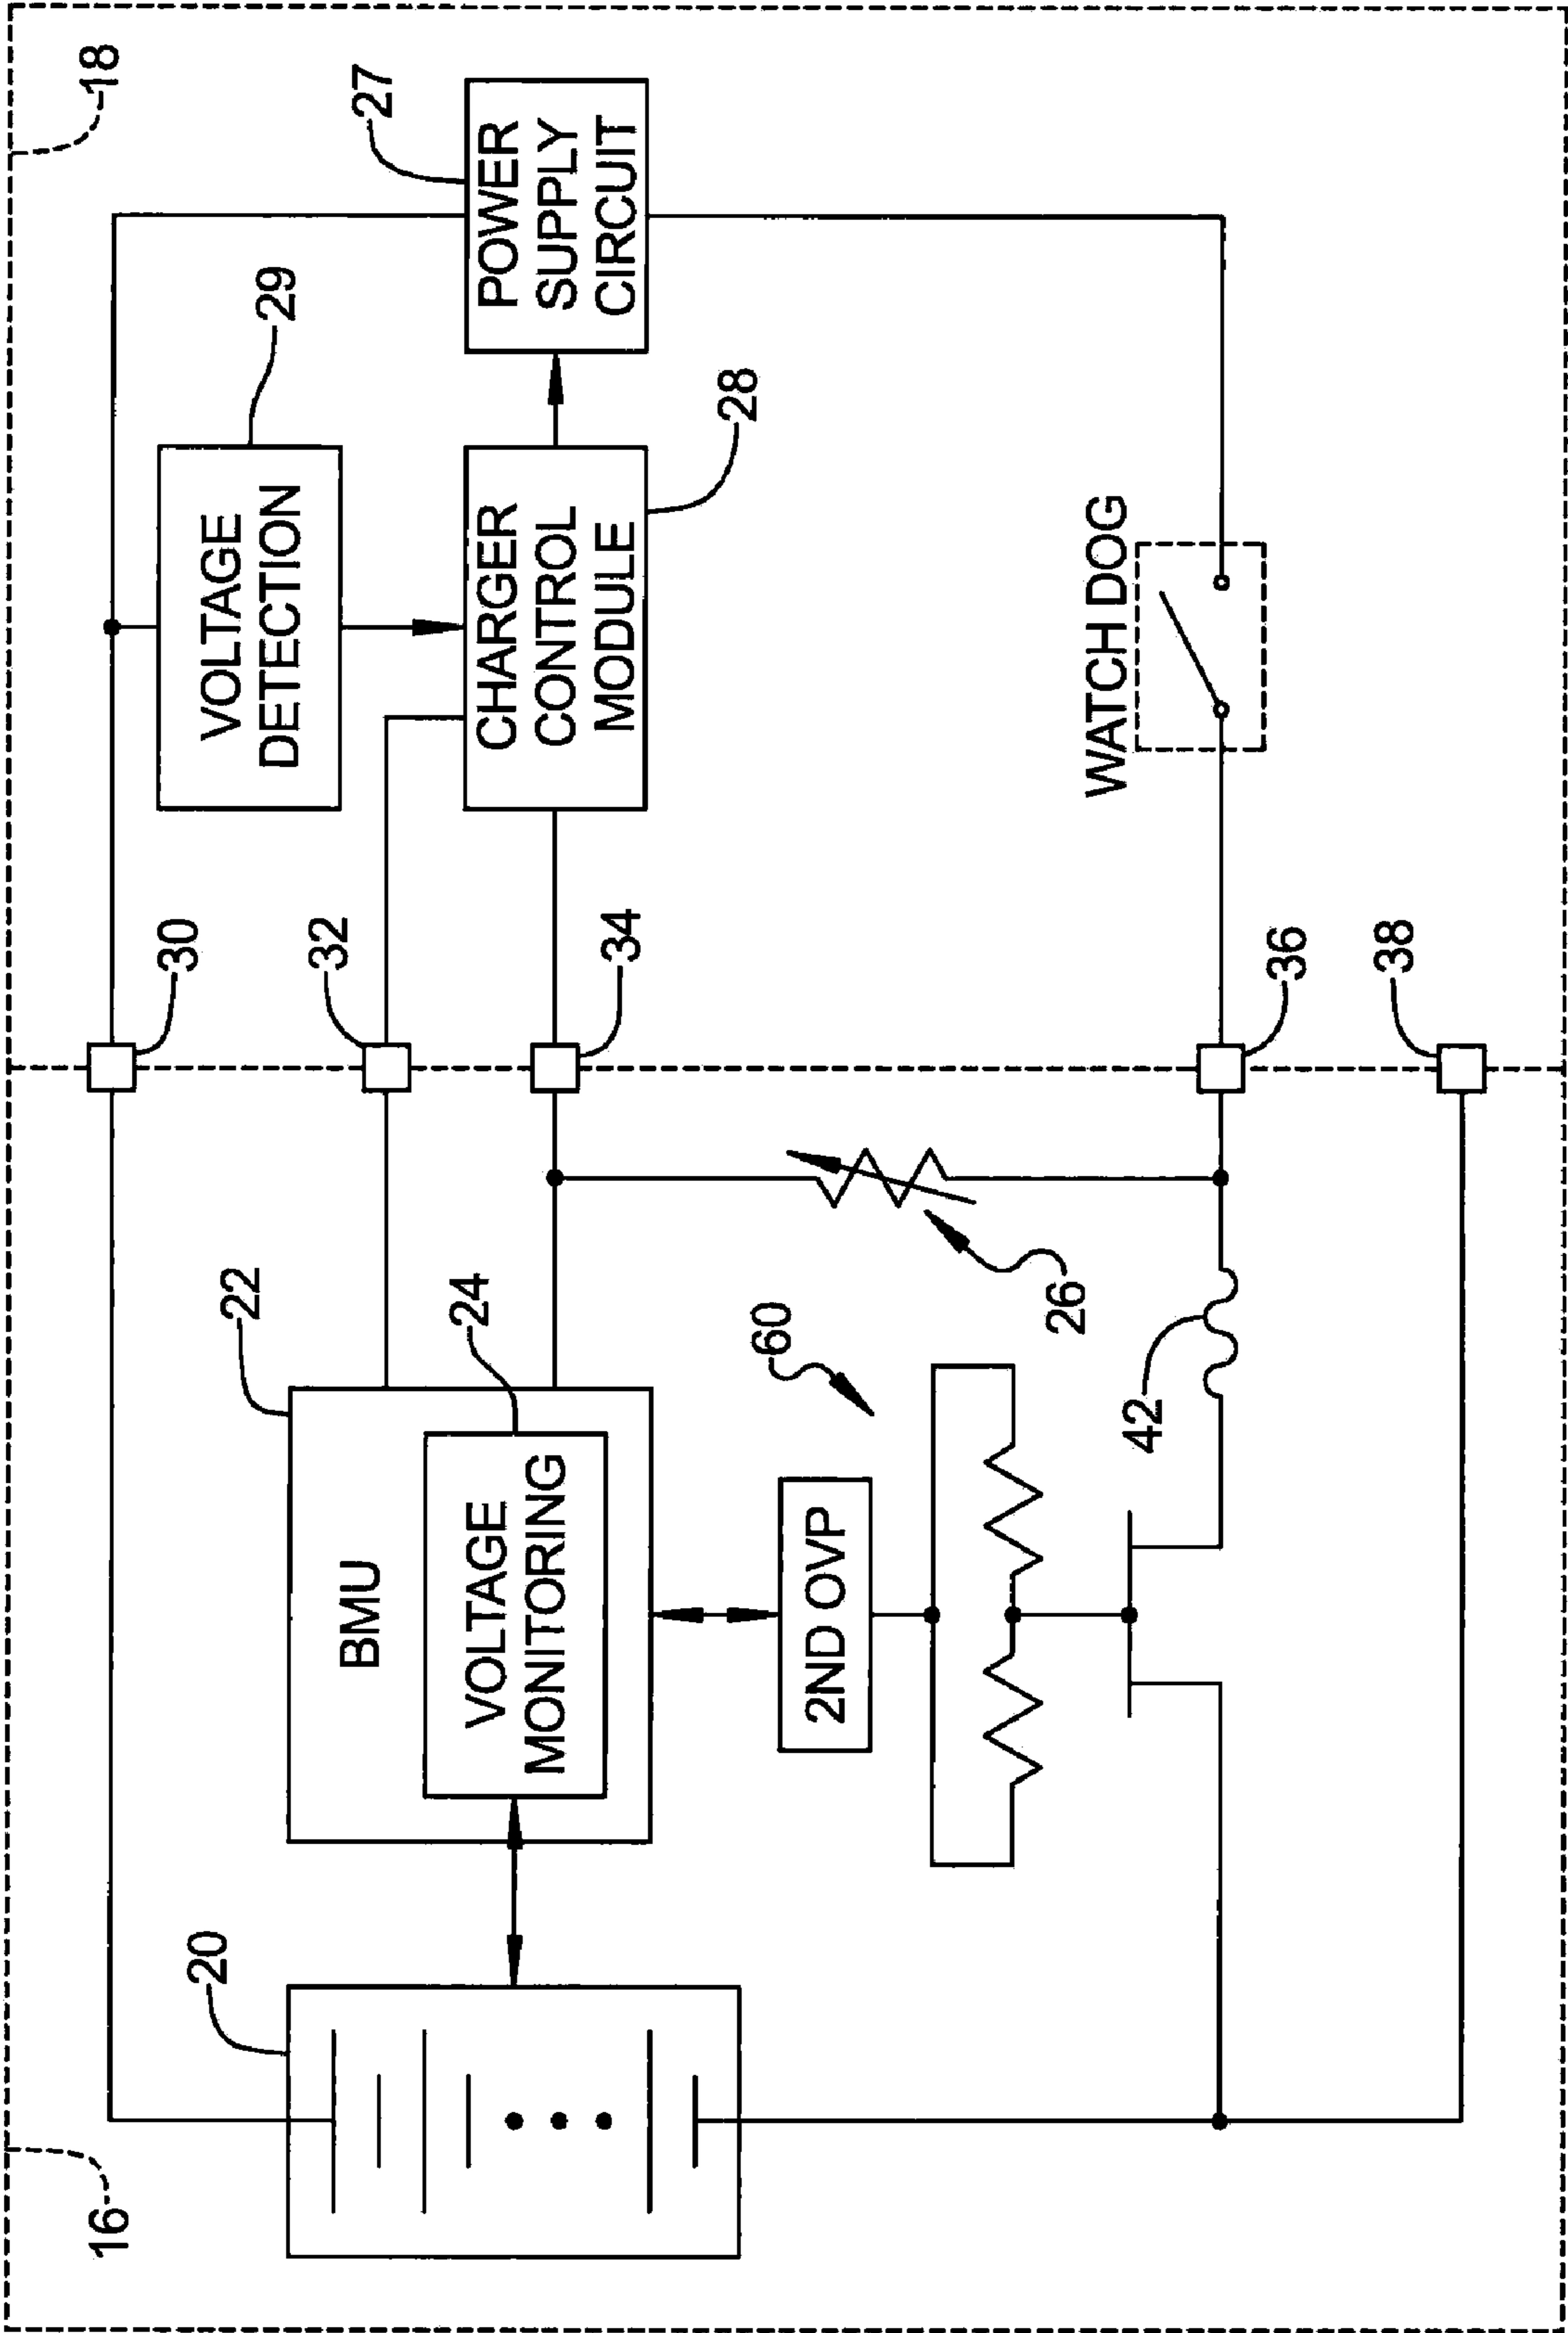 16
18
20
22
BMU
24
VOLTAGE
MONITORING
2ND OVP
60
26
42
30
32
34
36
38
29
VOLTAGE
DETECTION
27
POWER
SUPPLY
CIRCUIT
CHARGER
CONTROL
MODULE
28
WATCH DOG